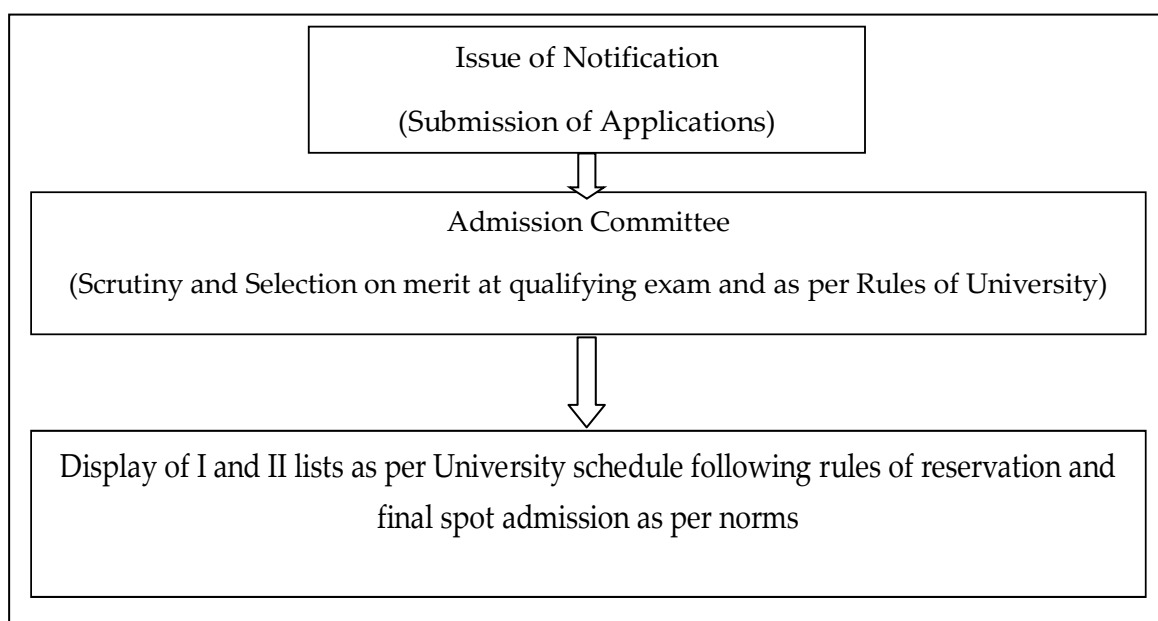 Issue of Notification
(Submission of Applications)
Admission Committee
(Scrutiny and Selection on merit at qualifying exam and as per Rules of University)
Display of I and II lists as per University schedule following rules of reservation and
final spot admission as per norms